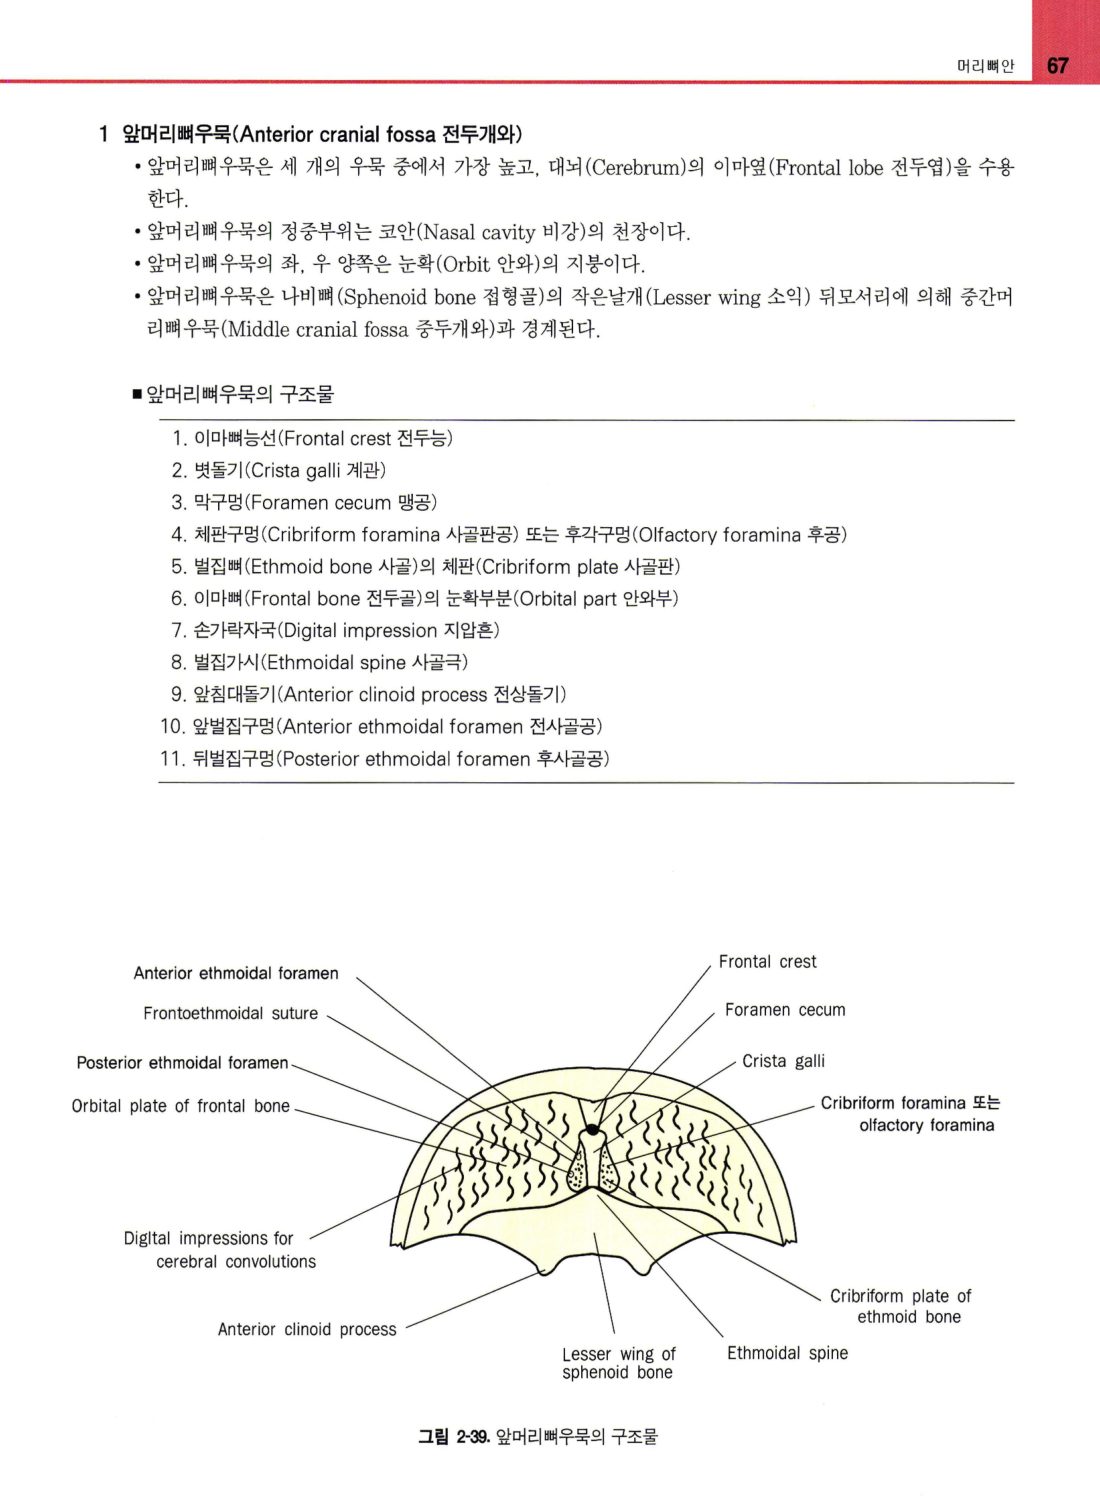 머리뼈안 67
1 앞머리뼈우묵(Anterior cranial fossa 전두개와)
• 앞머리뼈우묵은 세 개의 우묵 중에서 가장 높고, 대뇌(Cerebrum)의 이마옆(Frontal lobe 전두엽)을 수용
한다.
• 앞머리뼈우묵의 정중부위는 코안(Nasal cavity 비강)의 천장이다.
• 앞머리뼈우묵의 좌, 우 양쪽은 눈확(Orbit 안와)의 지붕이다.
• 앞머리뼈우묵은 나비뼈(Sphenoid bone 접형골)의 작은날개(Lesser wing 소익) 뒤모서리에 의해 중간머
리뼈우묵(Middle cranial fossa 중두개와)과 경계된다.
■ 앞머리뼈우묵의 구조물
1. 이마뼈능선(Frontal crest 전두능)
2. 볏돌기(Crista galli 계관)
3. 막구멍(Foramen cecum 맹공)
4. 체판구멍(Cribriform foramina 사골판공) 또는 후각구멍(Olfactory foramina 후공)
5. 벌집뼈(Ethmoid bone 사골)의 체판(Cribriform plate 사골판)
6. 이마뼈(Frontal bone 전두골)의 눈확부분(Orbital part 안와부)
7. 손가락자국(Digital impression 지압흔)
8. 벌집가시(Ethmoidal spine 사골극)
9. 앞침대돌기(Anterior clinoid process 전상돌기)
10. 앞벌집구멍(Anterior ethmoidal foramen 전사골공)
11. 뒤벌집구멍(Posterior ethmoidal foramen 후사골공)
Anterior ethmoidal foramen
Frontoethmoidal suture
Posterior ethmoidal foramen
Orbital plate of frontal bone
Digital impressions for
cerebral convolutions
Anterior clinoid process
Frontal crest
Foramen cecum
Crista galli
Cribriform foramina 또는
olfactory foramina
Cribriform plate of
ethmoid bone
Ethmoidal spine
Lesser wing of
sphenoid bone
그림 2-39. 앞머리뼈우묵의 구조물